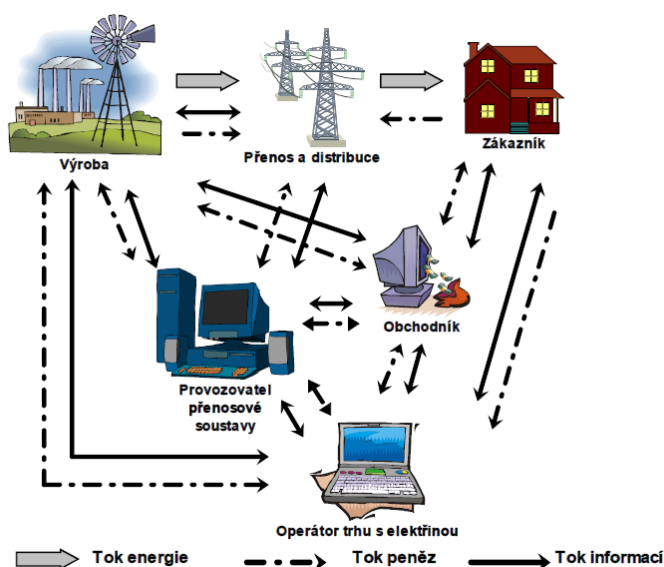 Výroba
Přenos a distribuce
Zákazník
Obchodník
Provozovatel
přenosové
soustavy
Operátor trhu s elektřinou
Tok energie
Tok peněz
Tok informací